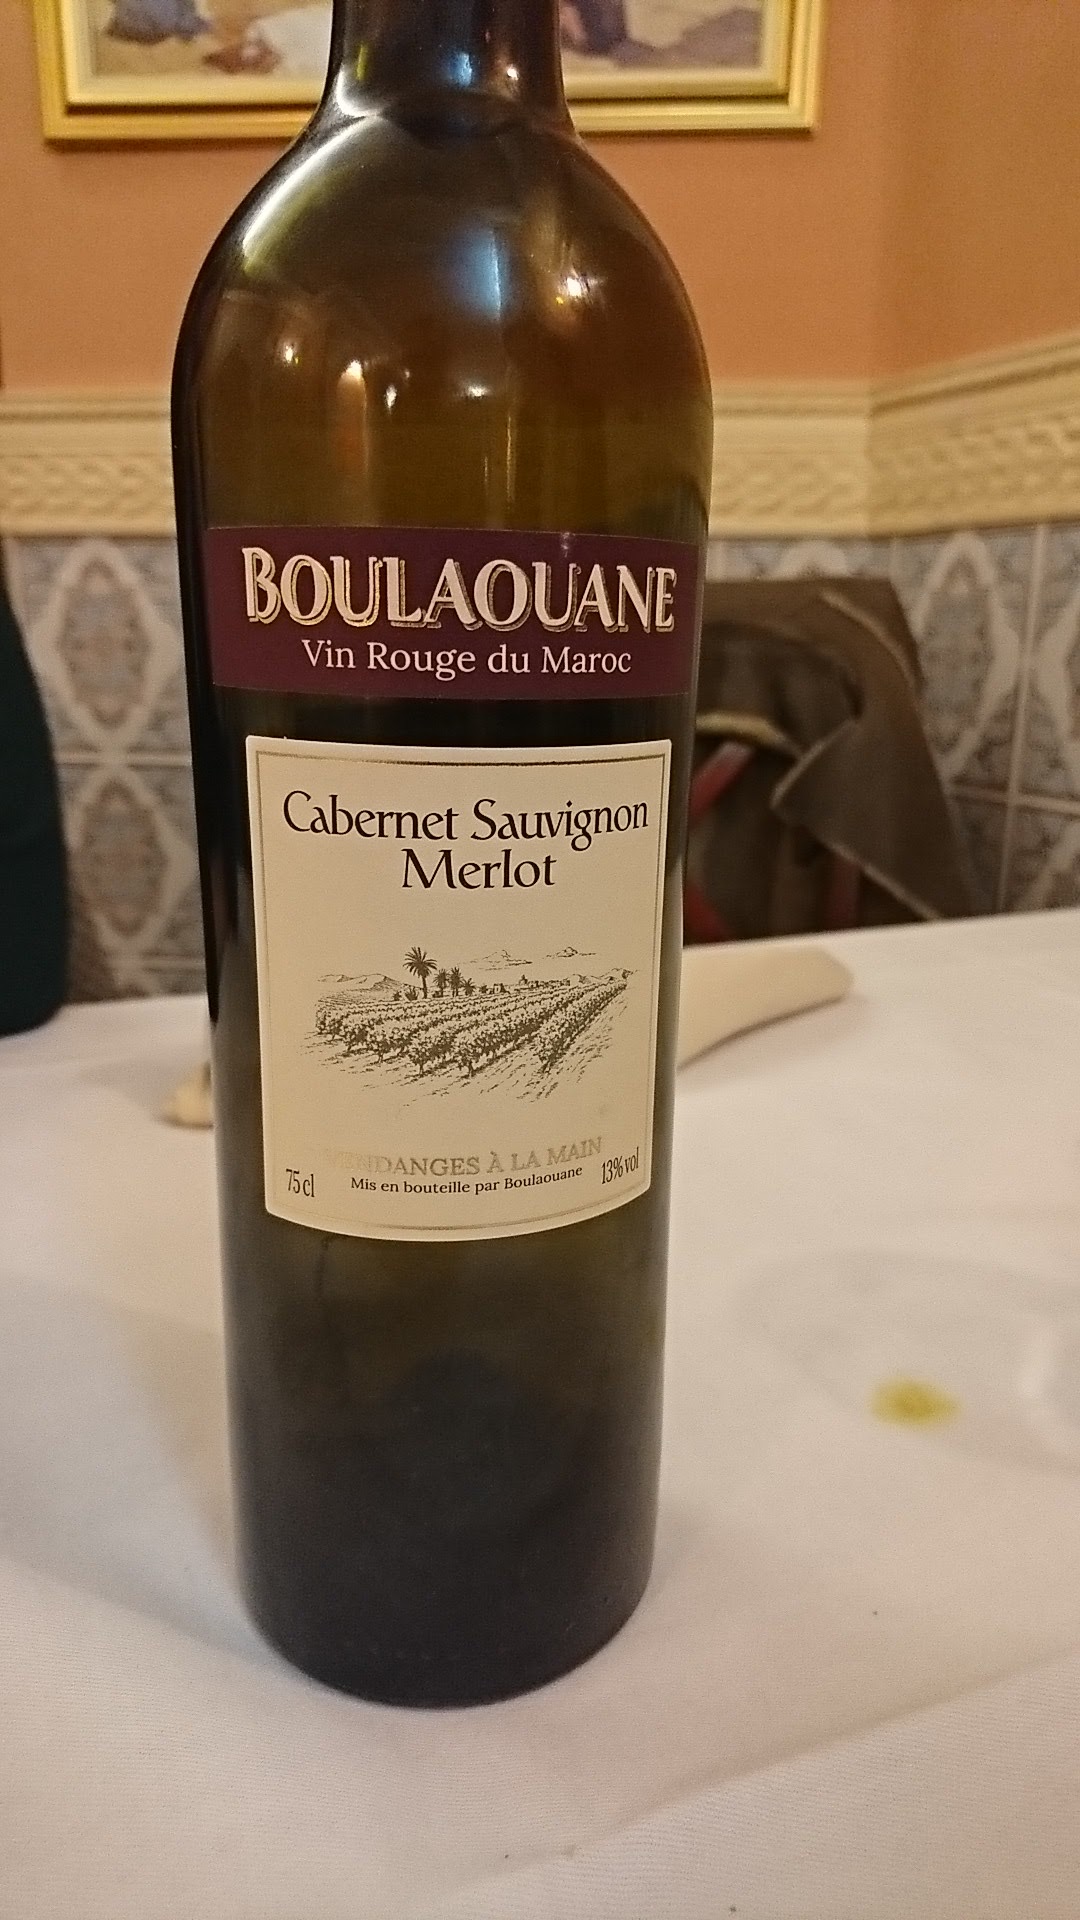 BOULAOUANE
Vin Rouge du Maroc
Cabernet Sauvignon
Merlot
VENDANGES À LA MAIN
75 cl
Mis en bouteille par Boulaouane
13% vol